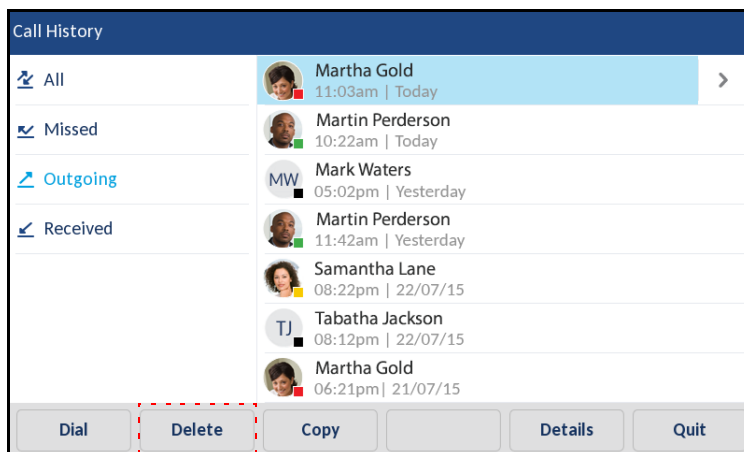 Call History
All
Missed
Outgoing
Received
Martha Gold
11:03am | Today
Martin Perderson
10:22am | Today
MW
Mark Waters
05:02pm | Yesterday
Martin Perderson
11:42am | Yesterday
Samantha Lane
08:22pm | 22/07/15
TJ
Tabatha Jackson
08:12pm | 22/07/15
Martha Gold
06:21pm| 21/07/15
Dial Delete Copy Details Quit